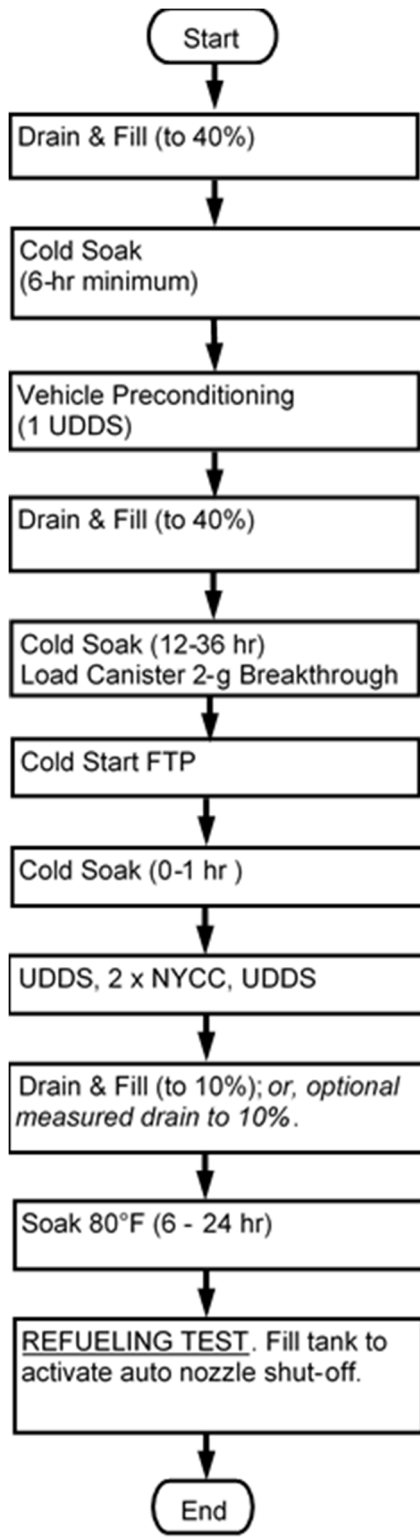 Start
Drain & Fill (to 40%)
Cold Soak
(6-hr minimum)
Vehicle Preconditioning
(1 UDDS)
Drain & Fill (to 40%)
Cold Soak (12-36 hr)
Load Canister 2-g Breakthrough
Cold Start FTP
Cold Soak (0-1 hr )
UDDS, 2 x NYCC, UDDS
Drain & Fill (to 10%); or, optional
measured drain to 10%.
Soak 80°F (6 - 24 hr)
REFUELING TEST. Fill tank to
activate auto nozzle shut-off.
End